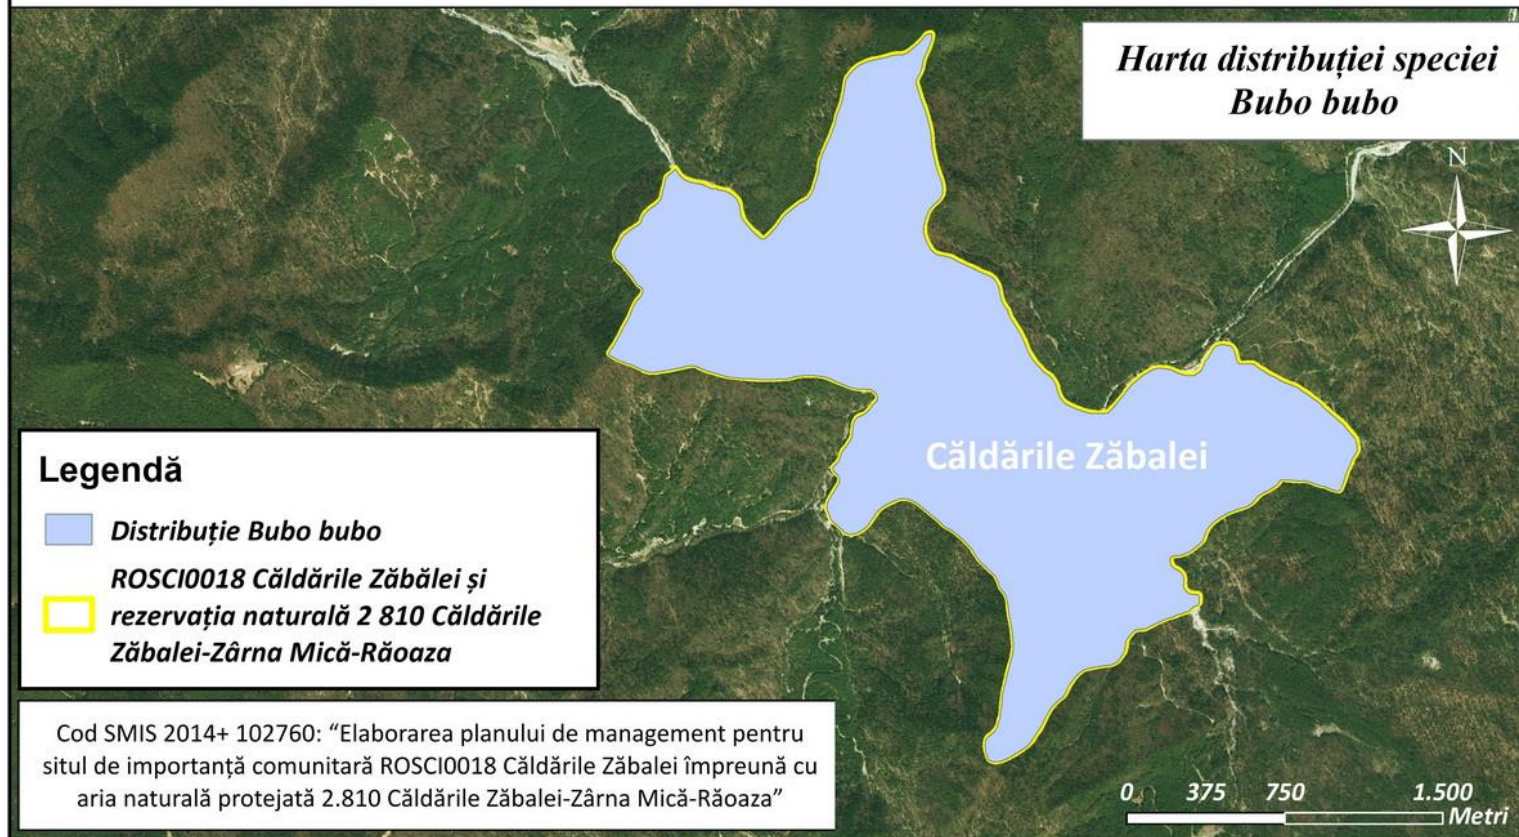 Harta distribuției speciei
Bubo bubo
N
Căldările Zăbalei
Legendă
Distribuție Bubo bubo
ROSCI0018 Căldările Zăbălei și
rezervația naturală 2 810 Căldările
Zăbalei-Zârna Mică-Răoaza
Cod SMIS 2014+ 102760: “Elaborarea planului de management pentru
situl de importanță comunitară ROSCI0018 Căldările Zăbalei împreună cu
aria naturală protejată 2.810 Căldările Zăbalei-Zârna Mică-Răoaza”
0 375 750 1.500
Metri